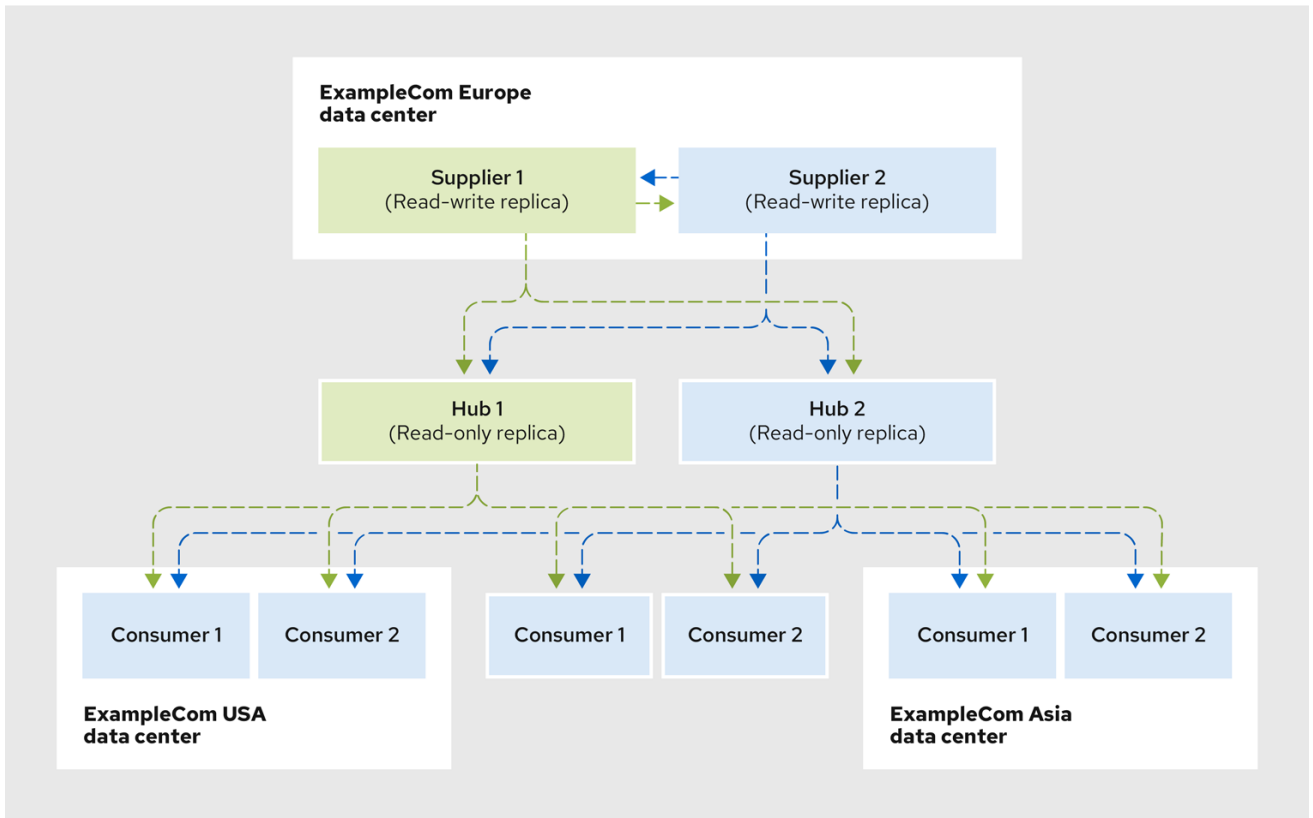 ExampleCom Europe
data center
Supplier 1
(Read-write replica)
Supplier 2
(Read-write replica)
Hub 1
(Read-only replica)
Hub 2
(Read-only replica)
Consumer 1
Consumer 2
Consumer 1
Consumer 2
Consumer 1
Consumer 2
ExampleCom USA
data center
ExampleCom Asia
data center